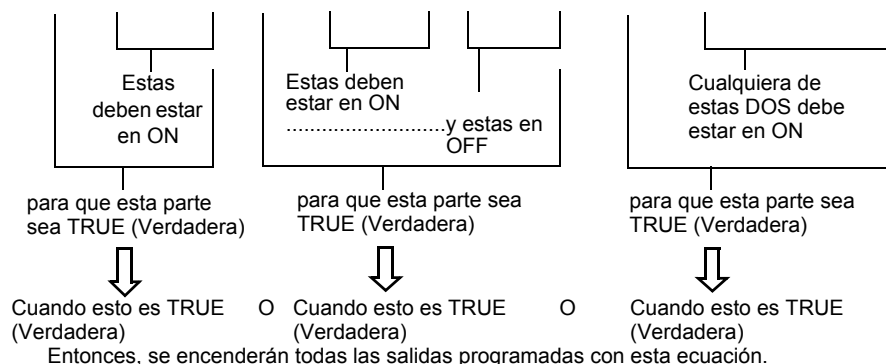 Estas
deben estar
en ON
Estas deben
estar en ON
...........................y estas en
OFF
Cualquiera de
estas DOS debe
estar en ON
para que esta parte
sea TRUE (Verdadera)
para que esta parte sea
TRUE (Verdadera)
para que esta parte sea
TRUE (Verdadera)
Cuando esto es TRUE
(Verdadera)
O
Cuando esto es TRUE
(Verdadera)
O
Cuando esto es TRUE
(Verdadera)
Entonces, se encenderán todas las salidas programadas con esta ecuación.